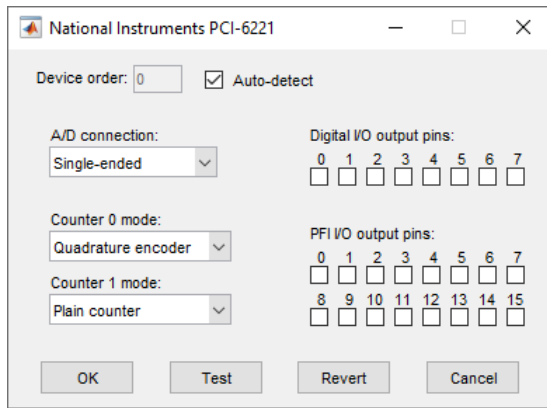 National Instruments PCI-6221
Device order: 0 Auto-detect
A/D connection:
Single-ended
Digital I/O output pins:
0 1 2 3 4 5 6 7
Counter 0 mode:
Quadrature encoder
PFI I/O output pins:
0 1 2 3 4 5 6 7
Counter 1 mode:
Plain counter
8 9 10 11 12 13 14 15
OK Test Revert Cancel